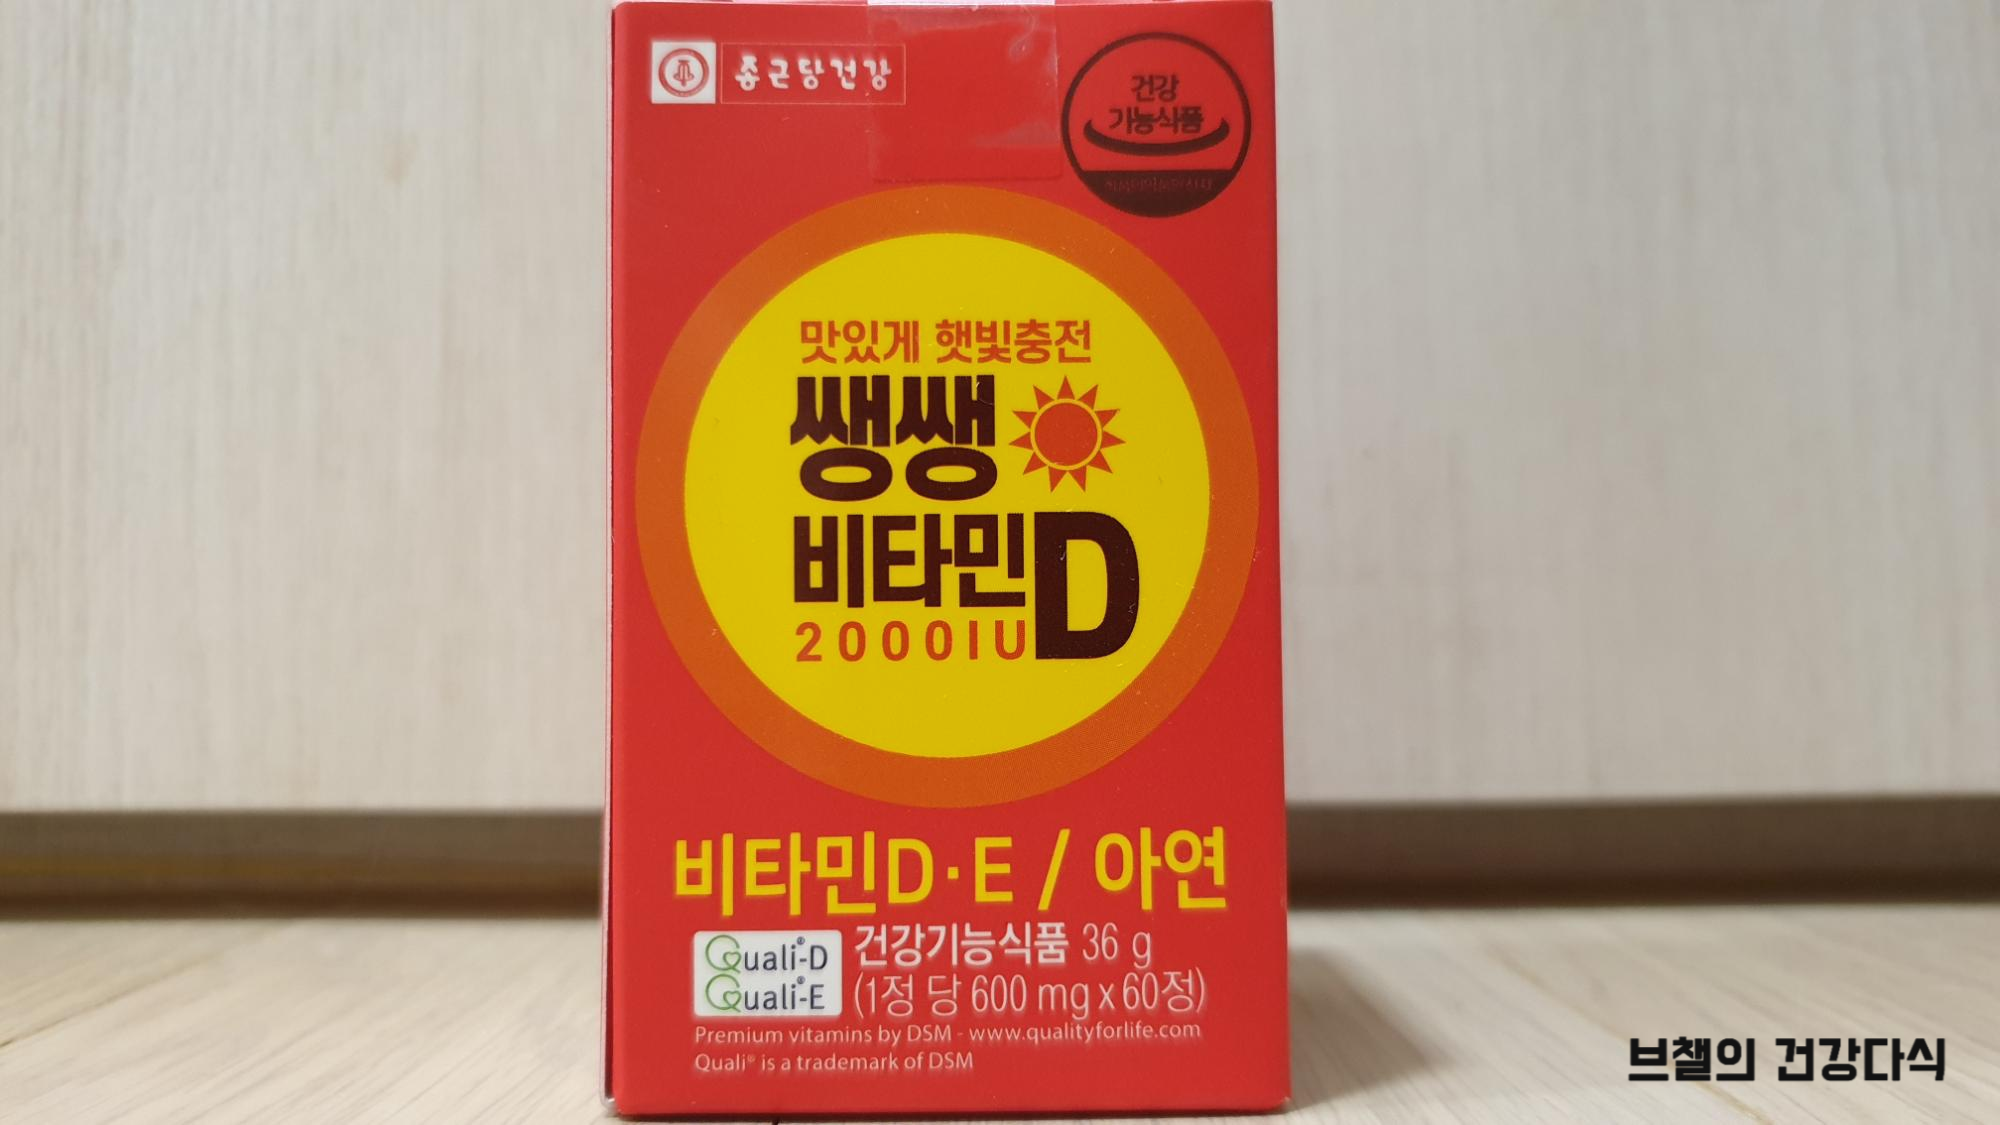 종근당건강
건강
기능식품
맛있게 햇빛충전
쌩쌩
비타민D
2000IU
비타민D·E / 아연
Quali®-D
Quali®-E
건강기능식품 36 g
(1정 당 600 mg x 60정)
Premium vitamins by DSM - www.qualityforlife.com
Quali® is a trademark of DSM
브챌의 건강다식